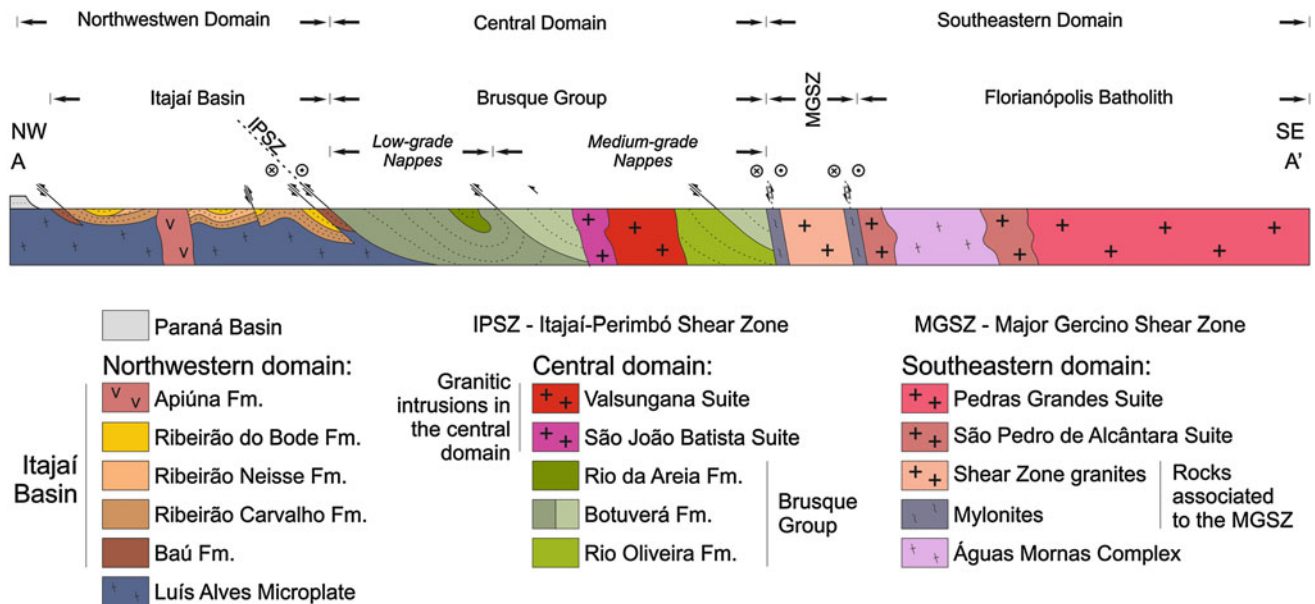 Northwestwen Domain
Central Domain
Southeastern Domain
Itajaí Basin
Brusque Group
MGSZ
Florianópolis Batholith
NW
A
IPSZ
Low-grade
Nappes
Medium-grade
Nappes
SE
A'
Paraná Basin
Northwestern domain:
Itajaí
Basin
Apiúna Fm.
Ribeirão do Bode Fm.
Ribeirão Neisse Fm.
Ribeirão Carvalho Fm.
Baú Fm.
Luís Alves Microplate
IPSZ - Itajaí-Perimbó Shear Zone
Central domain:
Granitic
intrusions in
the central
domain
Valsungana Suite
São João Batista Suite
Rio da Areia Fm.
Botuverá Fm.
Rio Oliveira Fm.
Brusque
Group
MGSZ - Major Gercino Shear Zone
Southeastern domain:
Pedras Grandes Suite
São Pedro de Alcântara Suite
Shear Zone granites
Mylonites
Águas Mornas Complex
Rocks
associated
to the MGSZ